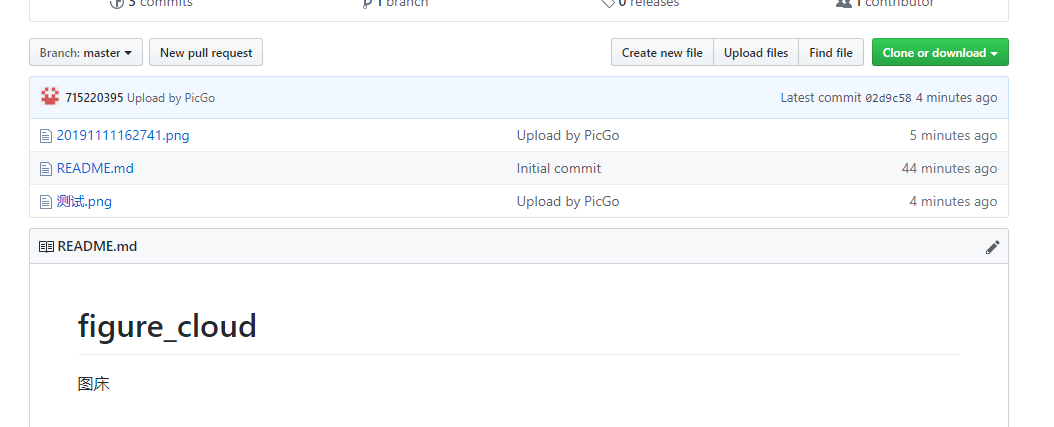 3 commits 1 branch 0 releases 1 contributor
Branch: master New pull request Create new file Upload files Find file Clone or download
715220395 Upload by PicGo Latest commit 02d9c58 4 minutes ago
20191111162741.png Upload by PicGo 5 minutes ago
README.md Initial commit 44 minutes ago
测试.png Upload by PicGo 4 minutes ago
README.md
figure_cloud
图床